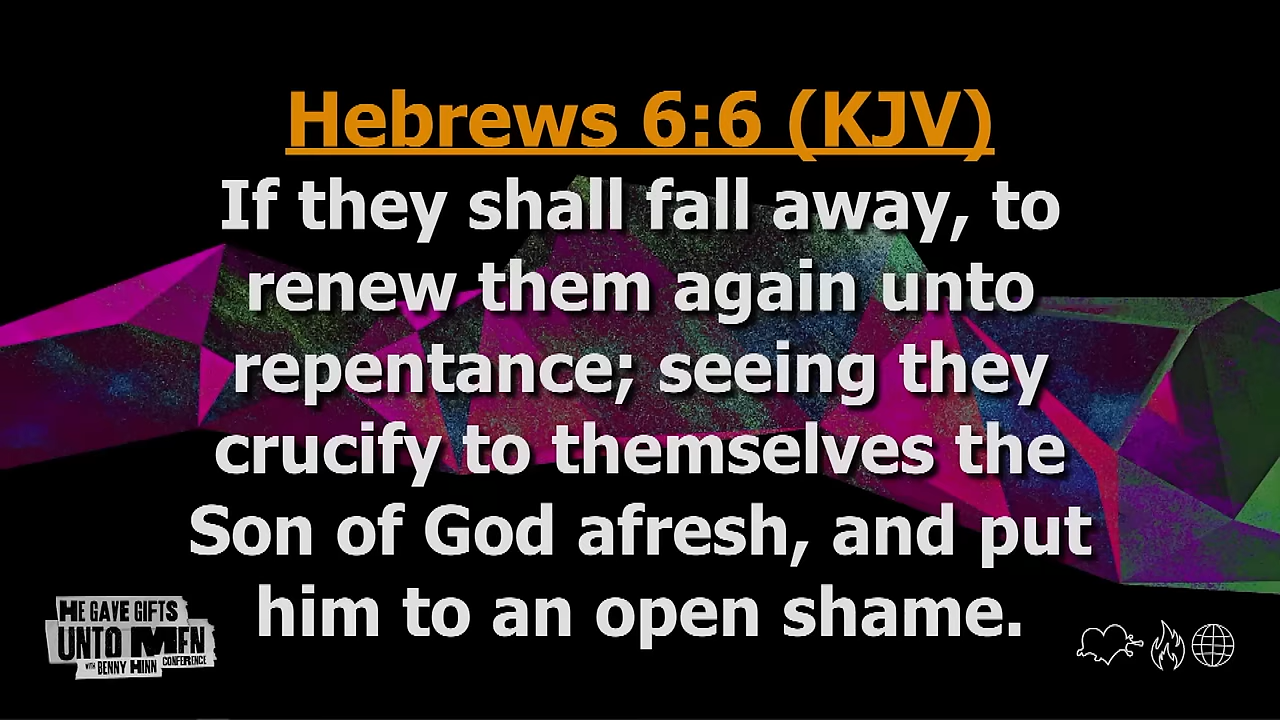 Hebrews 6:6 (KJV)
If they shall fall away, to
renew them again unto
repentance; seeing they
crucify to themselves the
Son of God afresh, and put
him to an open shame.
HE GAVE GIFTS
UNTO MEN
WITH BENNY HINN CONFERENCE